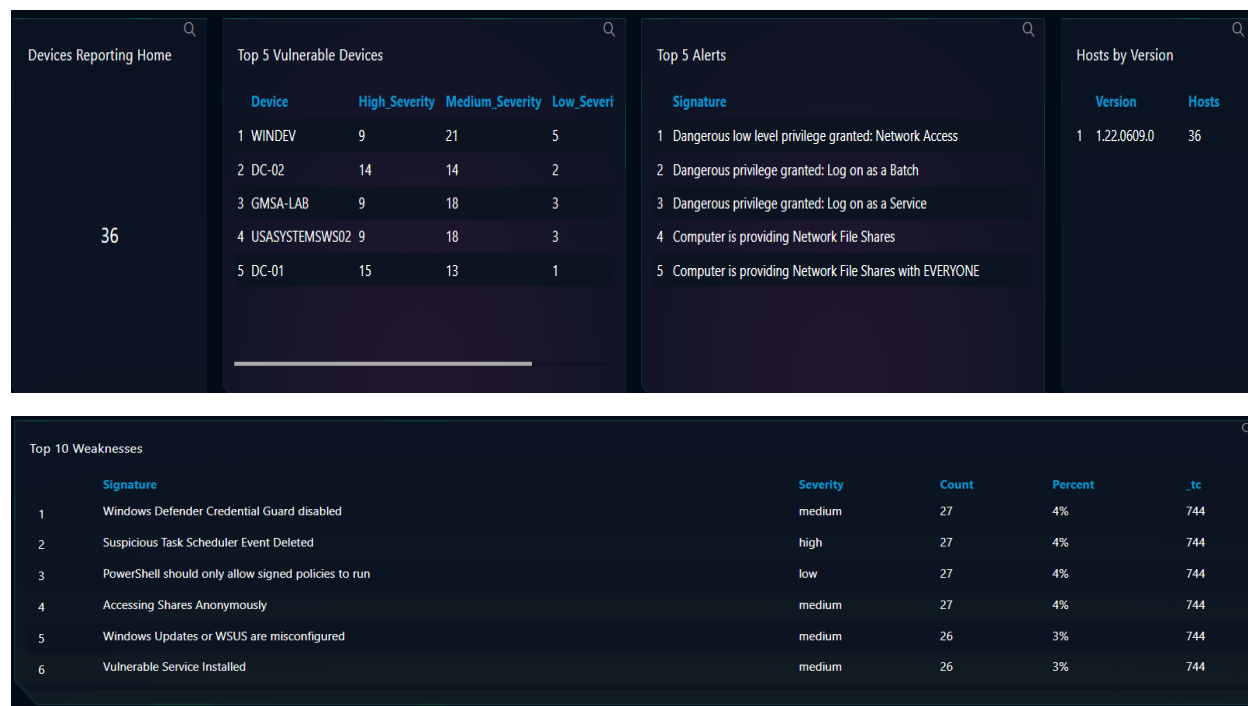 Devices Reporting Home
36
Top 5 Vulnerable Devices
Device High_Severity Medium_Severity Low_Severi
1 WINDEV 9 21 5
2 DC-02 14 14 2
3 GMSA-LAB 9 18 3
4 USASYSTEMSWS02 9 18 3
5 DC-01 15 13 1
Top 5 Alerts
Signature
1 Dangerous low level privilege granted: Network Access
2 Dangerous privilege granted: Log on as a Batch
3 Dangerous privilege granted: Log on as a Service
4 Computer is providing Network File Shares
5 Computer is providing Network File Shares with EVERYONE
Hosts by Version
Version Hosts
1 1.22.0609.0 36
Top 10 Weaknesses
Signature Severity Count Percent _tc
1 Windows Defender Credential Guard disabled medium 27 4% 744
2 Suspicious Task Scheduler Event Deleted high 27 4% 744
3 PowerShell should only allow signed policies to run low 27 4% 744
4 Accessing Shares Anonymously medium 27 4% 744
5 Windows Updates or WSUS are misconfigured medium 26 3% 744
6 Vulnerable Service Installed medium 26 3% 744